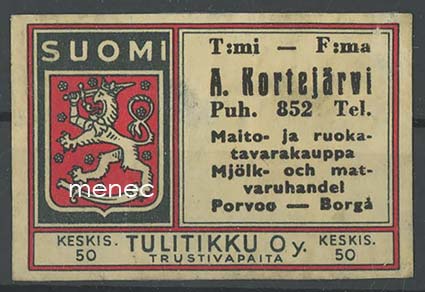 SUOMI
menec
T:mi — F:ma
A. Kortejärvi
Puh. 852 Tel.
Maito- ja ruoka-
tavarakauppa
Mjölk- och mat-
varuhandel
Porvoo — Borgå
KESKIS.
50
TULITIKKU Oy.
TRUSTIVAPAITA
KESKIS.
50